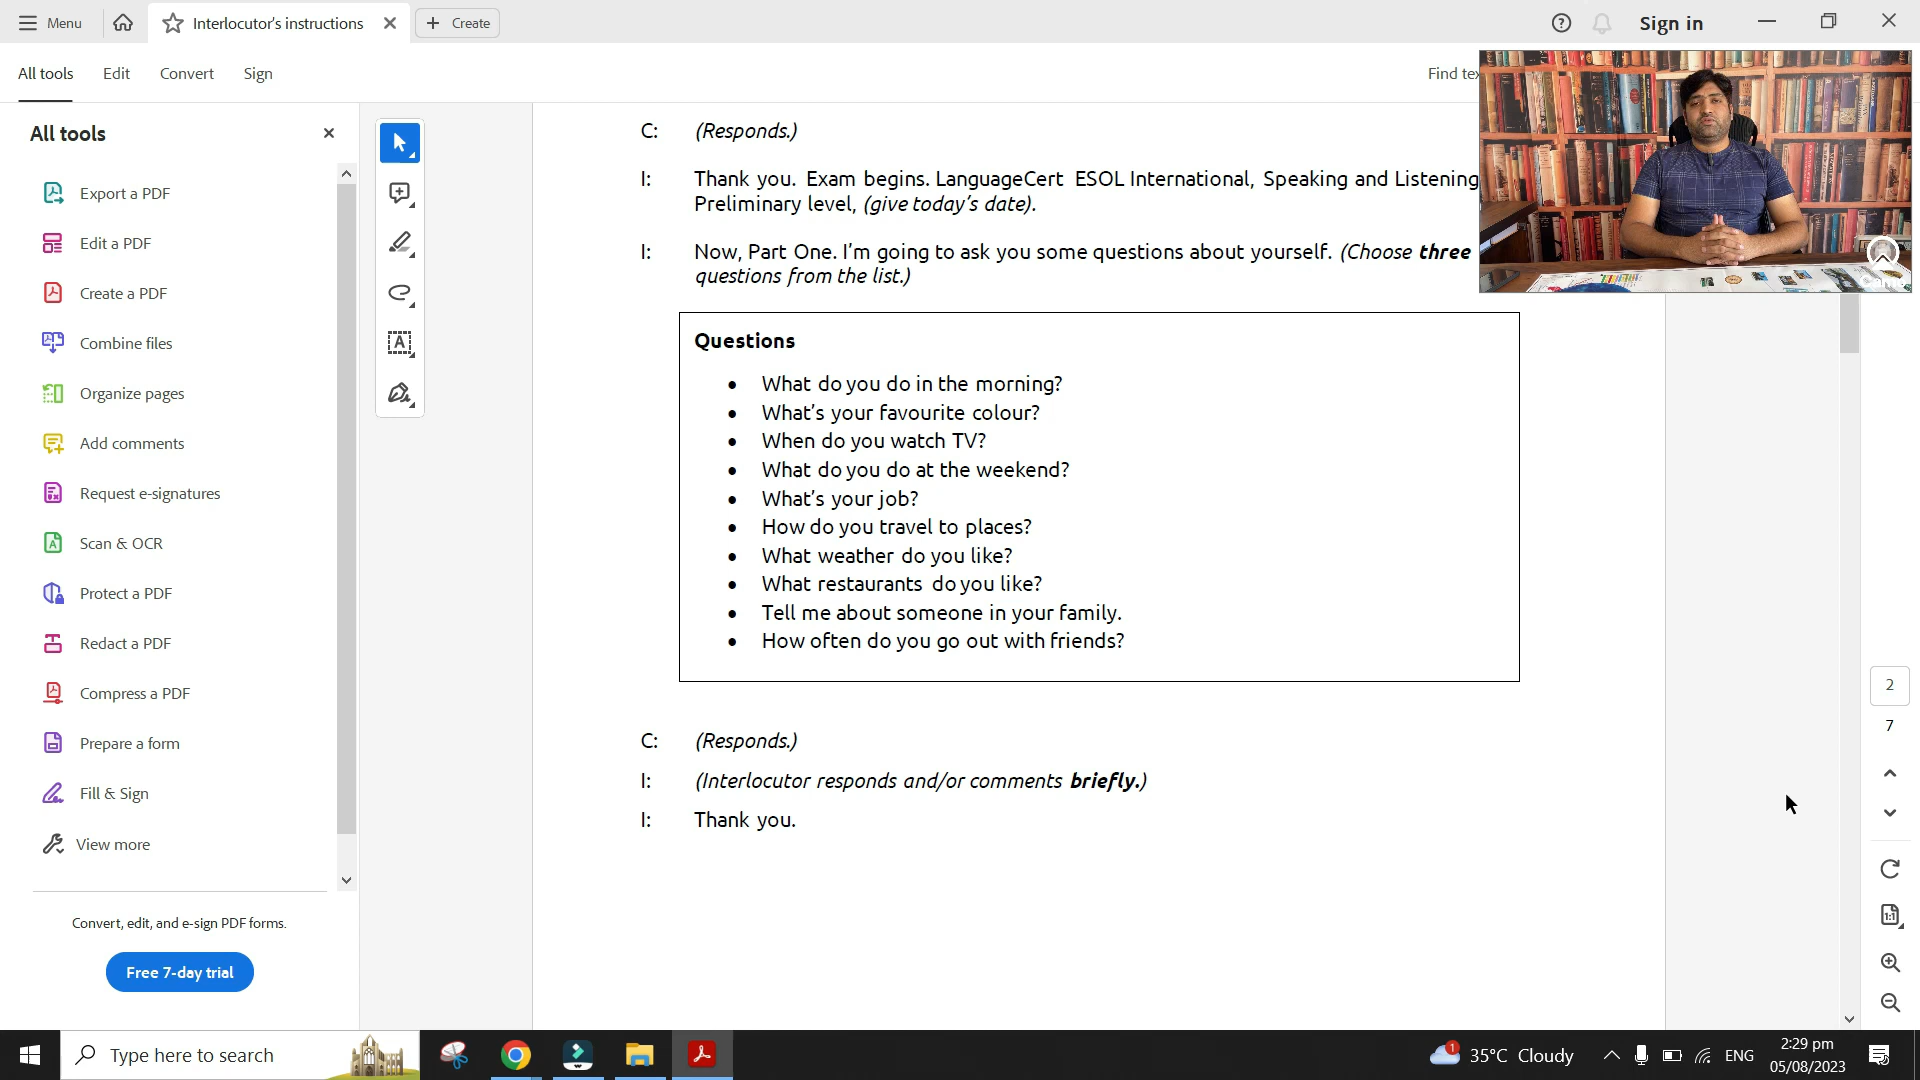 Menu
Interlocutor's instructions
Create
Sign in
All tools
Edit
Convert
Sign
Find tex
All tools
Export a PDF
Edit a PDF
Create a PDF
Combine files
Organize pages
Add comments
Request e-signatures
Scan & OCR
Protect a PDF
Redact a PDF
Compress a PDF
Prepare a form
Fill & Sign
View more
Convert, edit, and e-sign PDF forms.
Free 7-day trial
C: (Responds.)
I: Thank you. Exam begins. LanguageCert ESOL International, Speaking and Listening
Preliminary level, (give today's date).
I: Now, Part One. I'm going to ask you some questions about yourself. (Choose three
questions from the list.)
Questions
• What do you do in the morning?
• What's your favourite colour?
• When do you watch TV?
• What do you do at the weekend?
• What's your job?
• How do you travel to places?
• What weather do you like?
• What restaurants do you like?
• Tell me about someone in your family.
• How often do you go out with friends?
C: (Responds.)
I: (Interlocutor responds and/or comments briefly.)
I: Thank you.
2
7
Type here to search
1
35°C Cloudy
ENG
2:29 pm
05/08/2023